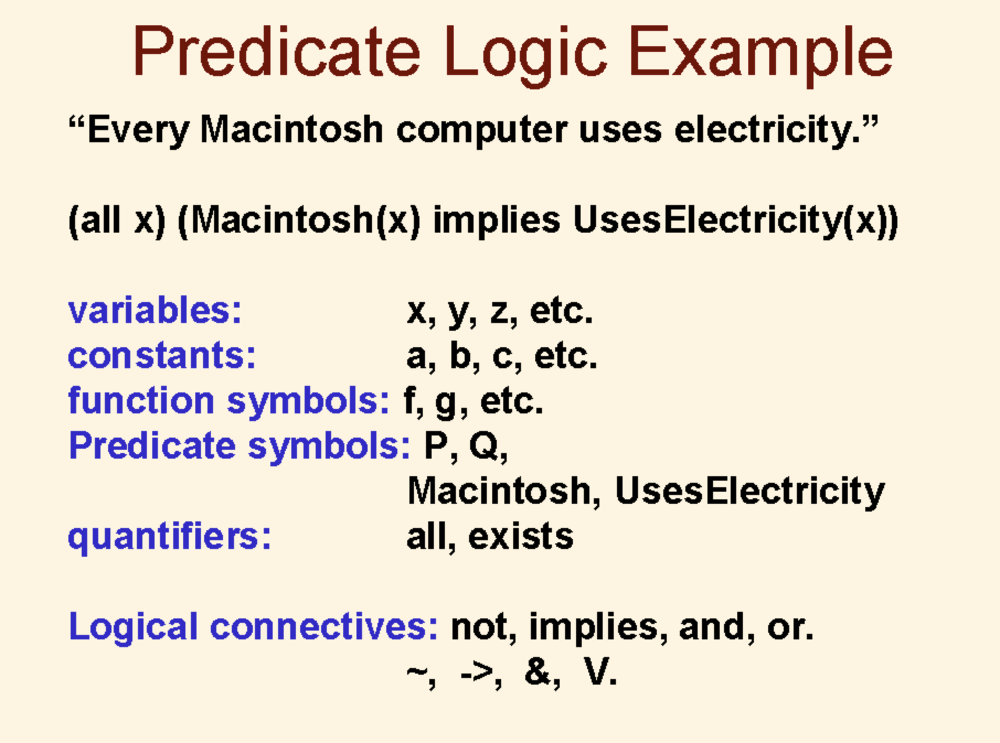 Predicate Logic Example
“Every Macintosh computer uses electricity.”
(all x) (Macintosh(x) implies UsesElectricity(x))
variables: x, y, z, etc.
constants: a, b, c, etc.
function symbols: f, g, etc.
Predicate symbols: P, Q,
Macintosh, UsesElectricity
quantifiers: all, exists
Logical connectives: not, implies, and, or.
~, ->, &, V.